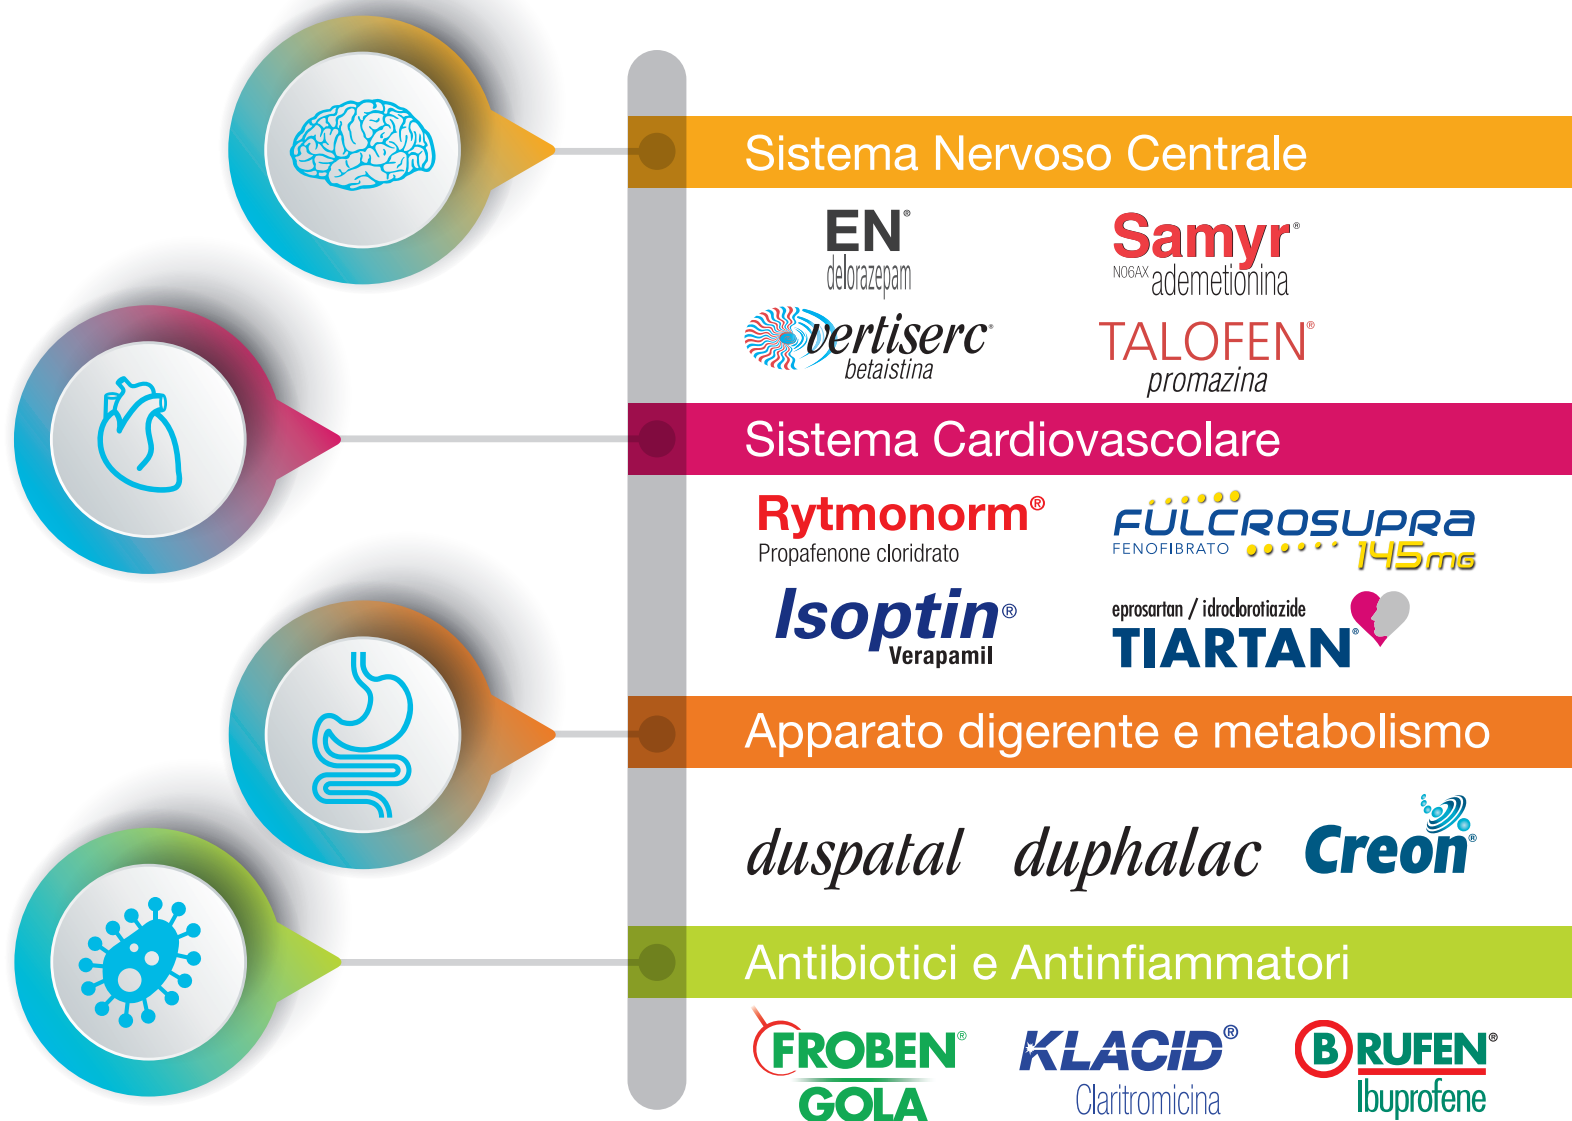 Sistema Nervoso Centrale
EN®
delorazepam
Samyr®
N06AX ademetionina
vertiserc®
betaistina
TALOFEN®
promazina
Sistema Cardiovascolare
Rytmonorm®
Propafenone cloridrato
FULCROSUPRA
FENOFIBRATO 145mg
Isoptin®
Verapamil
eprosartan / idroclorotiazide
TIARTAN®
Apparato digerente e metabolismo
duspatal
duphalac
Creon®
Antibiotici e Antinfiammatori
FROBEN®
GOLA
KLACID®
Claritromicina
BRUFEN®
Ibuprofene